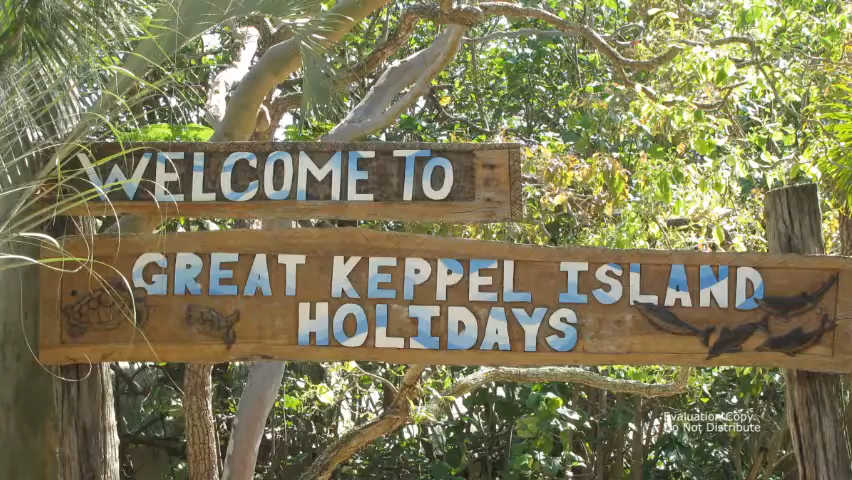 WELCOME TO
GREAT KEPPEL ISLAND
HOLIDAYS
Evaluation Copy.
Do Not Distribute